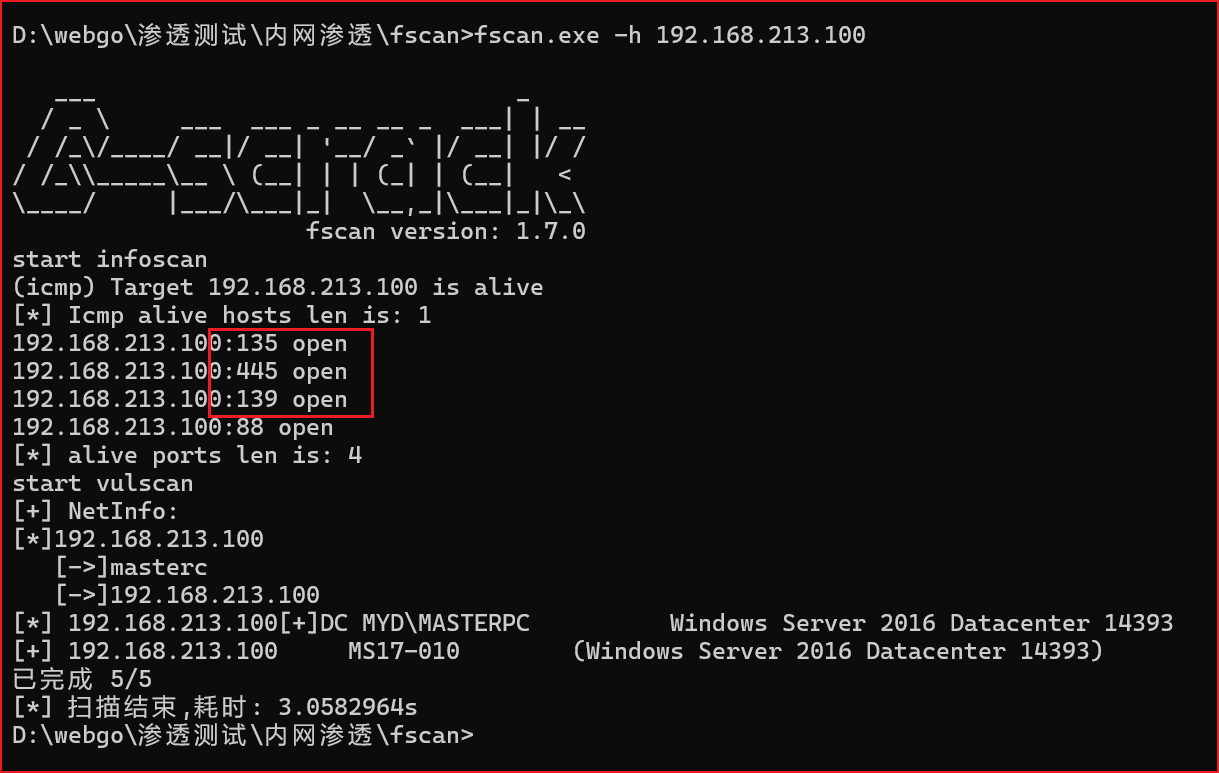 D:\webgo\渗透测试\内网渗透\fscan>fscan.exe -h 192.168.213.100
   ___                              _
  / _ \     ___  ___ _ __ __ _  ___| | __
 / /_\/____/ __|/ __| '__/ _` |/ __| |/ /
/ /_\\_____\__ \ (__| | | (_| | (__|   <
\____/     |___/\___|_|  \__,_|\___|_|\_\
                     fscan version: 1.7.0
start infoscan
(icmp) Target 192.168.213.100 is alive
[*] Icmp alive hosts len is: 1
192.168.213.100:135 open
192.168.213.100:445 open
192.168.213.100:139 open
192.168.213.100:88 open
[*] alive ports len is: 4
start vulscan
[+] NetInfo:
[*]192.168.213.100
   [->]masterc
   [->]192.168.213.100
[*] 192.168.213.100[+]DC MYD\MASTERPC          Windows Server 2016 Datacenter 14393
[+] 192.168.213.100     MS17-010        (Windows Server 2016 Datacenter 14393)
已完成 5/5
[*] 扫描结束,耗时: 3.0582964s
D:\webgo\渗透测试\内网渗透\fscan>